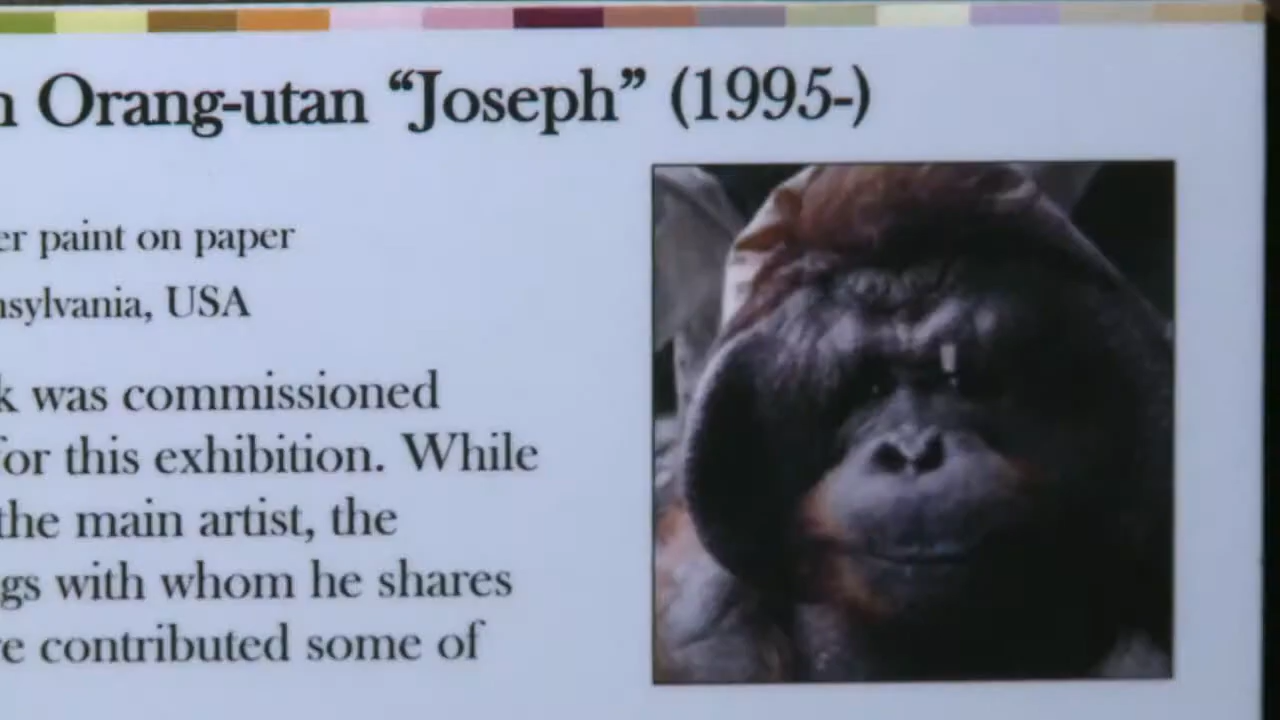 n Orang-utan “Joseph” (1995-)
er paint on paper
nsylvania, USA
k was commissioned
for this exhibition. While
the main artist, the
gs with whom he shares
e contributed some of